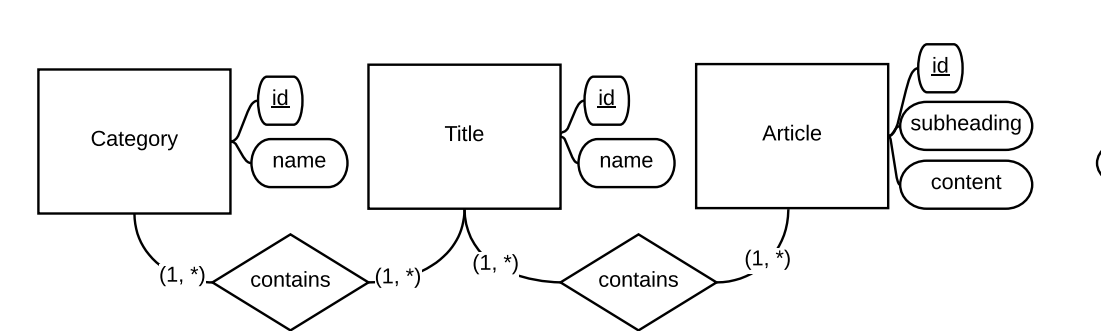 Category
id
name
Title
id
name
Article
id
subheading
content
(1, *)
contains
(1, *)
(1, *)
contains
(1, *)